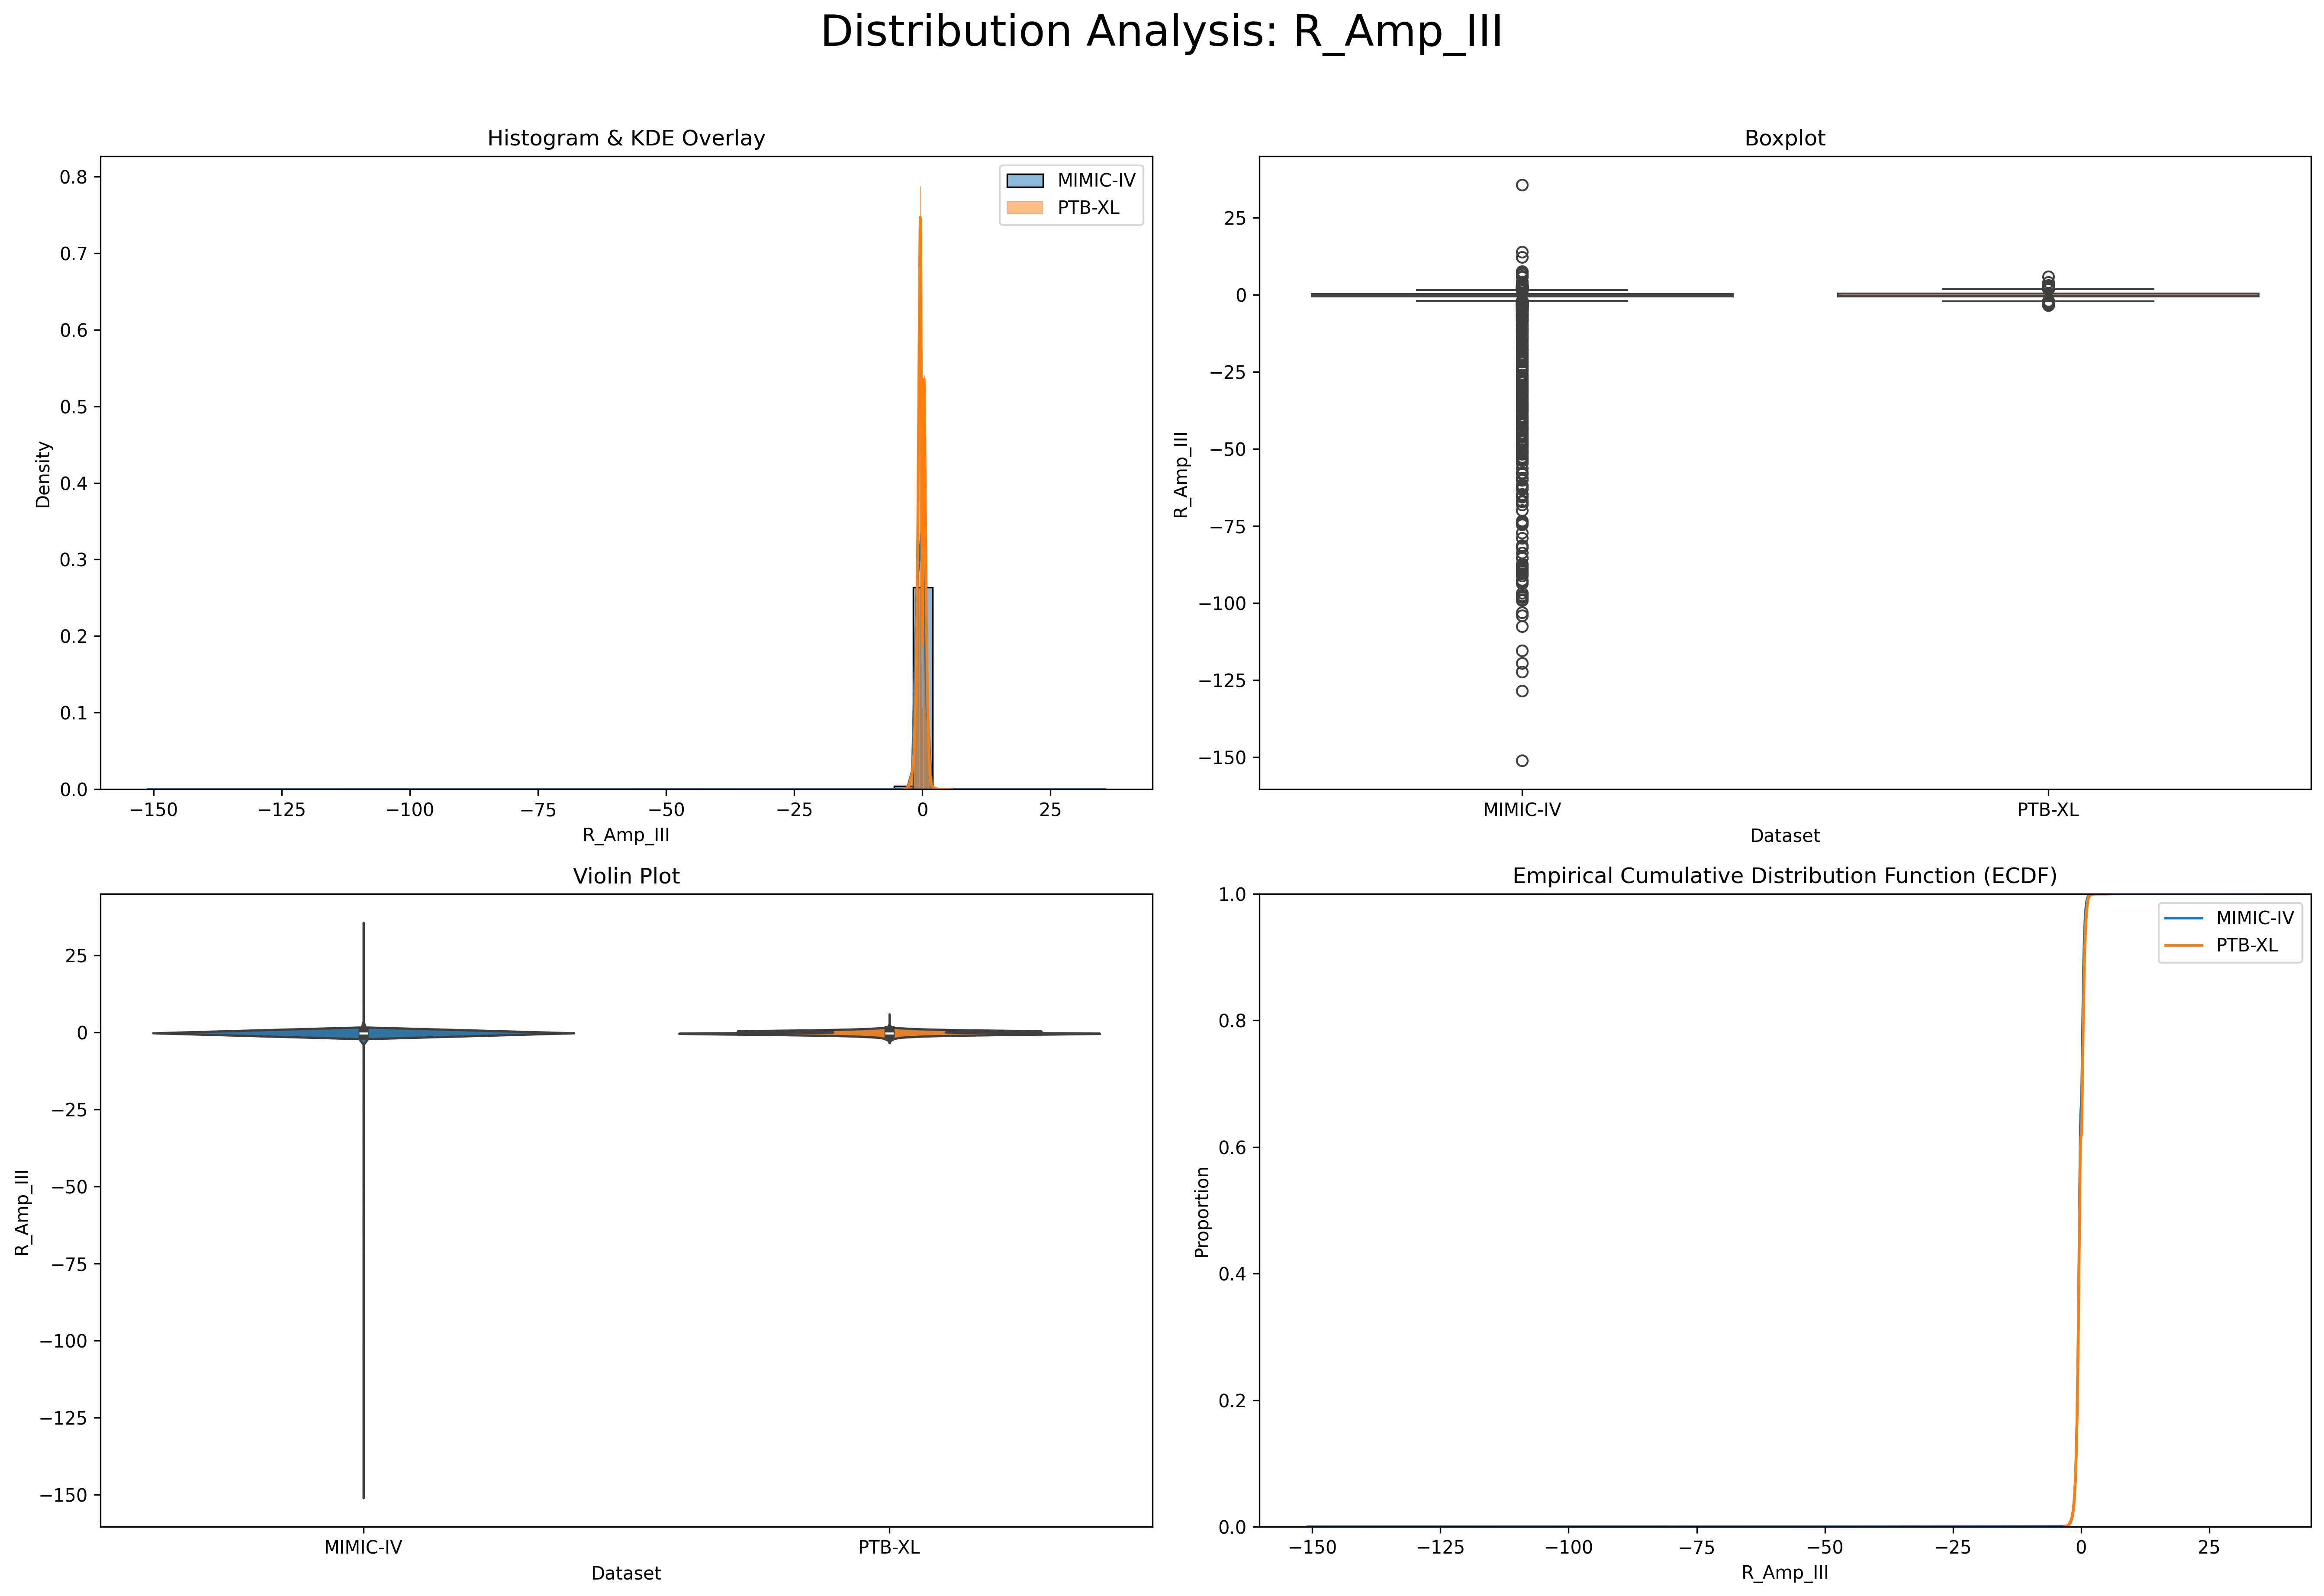 Distribution Analysis: R_Amp_III
Histogram & KDE Overlay
MIMIC-IV
PTB-XL
0.8
0.7
0.6
0.5
0.4
0.3
0.2
0.1
0.0
Density
−150
−125
−100
−75
−50
−25
0
25
R_Amp_III
Boxplot
25
0
−25
−50
−75
−100
−125
−150
R_Amp_III
MIMIC-IV
PTB-XL
Dataset
Violin Plot
25
0
−25
−50
−75
−100
−125
−150
R_Amp_III
MIMIC-IV
PTB-XL
Dataset
Empirical Cumulative Distribution Function (ECDF)
MIMIC-IV
PTB-XL
1.0
0.8
0.6
0.4
0.2
0.0
Proportion
−150
−125
−100
−75
−50
−25
0
25
R_Amp_III